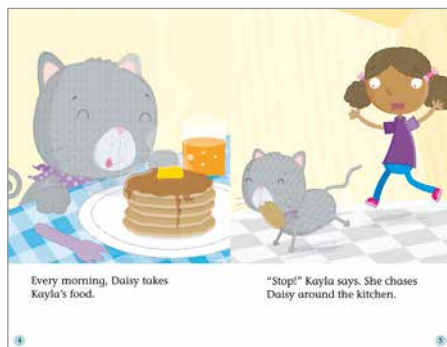 Every morning, Daisy takes
Kayla's food.
4
"Stop!" Kayla says. She chases
Daisy around the kitchen.
5